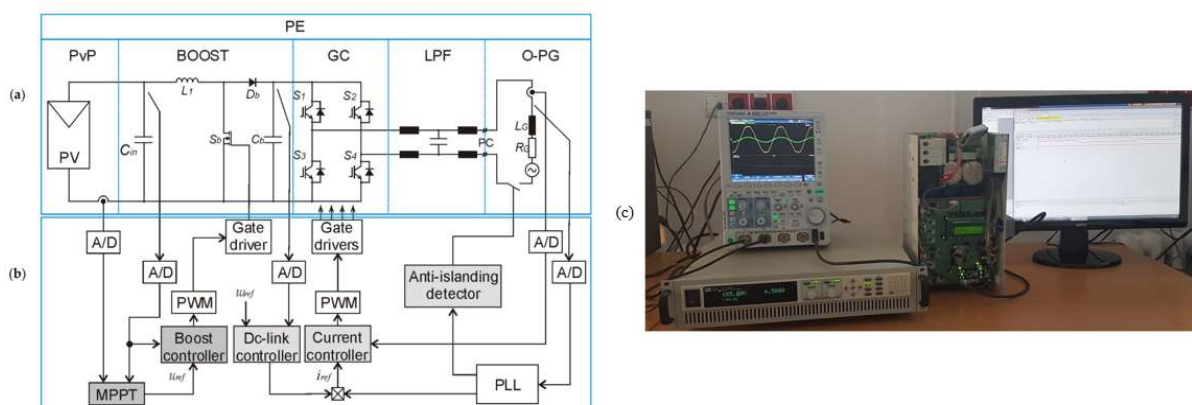 PE
PvP BOOST GC LPF O-PG
(a)
L1
Db
S1
S2
PV
Cin
Sb
Cb
S3
S4
PC
LG
RG
(b)
A/D
Gate driver
Gate drivers
A/D
A/D
A/D
A/D
Anti-islanding detector
PWM
uref
PWM
Boost controller
Dc-link controller
Current controller
MPPT
uref
iref
PLL
(c)